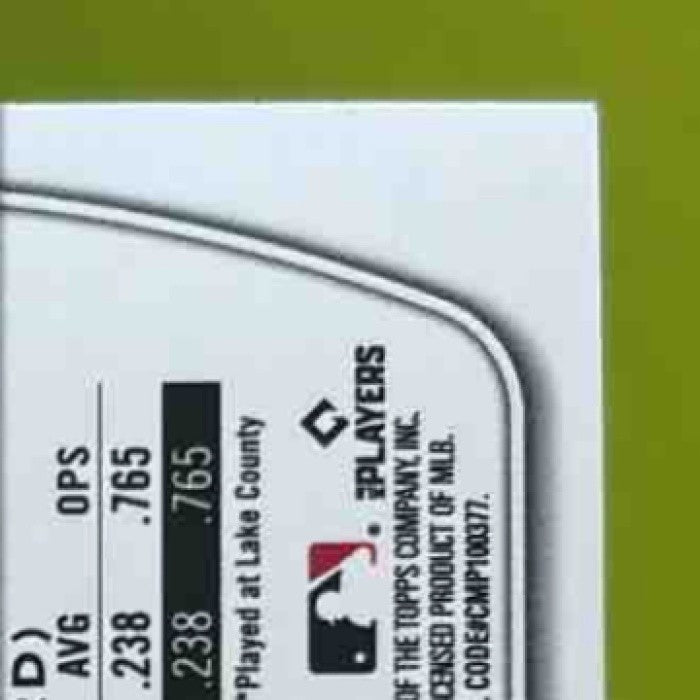 D)
AVG OPS
.238 .765
.238 .765
*Played at Lake County
PLAYERS
OF THE TOPPS COMPANY, INC.
CENSED PRODUCT OF MLB.
CODE#CMP100377.